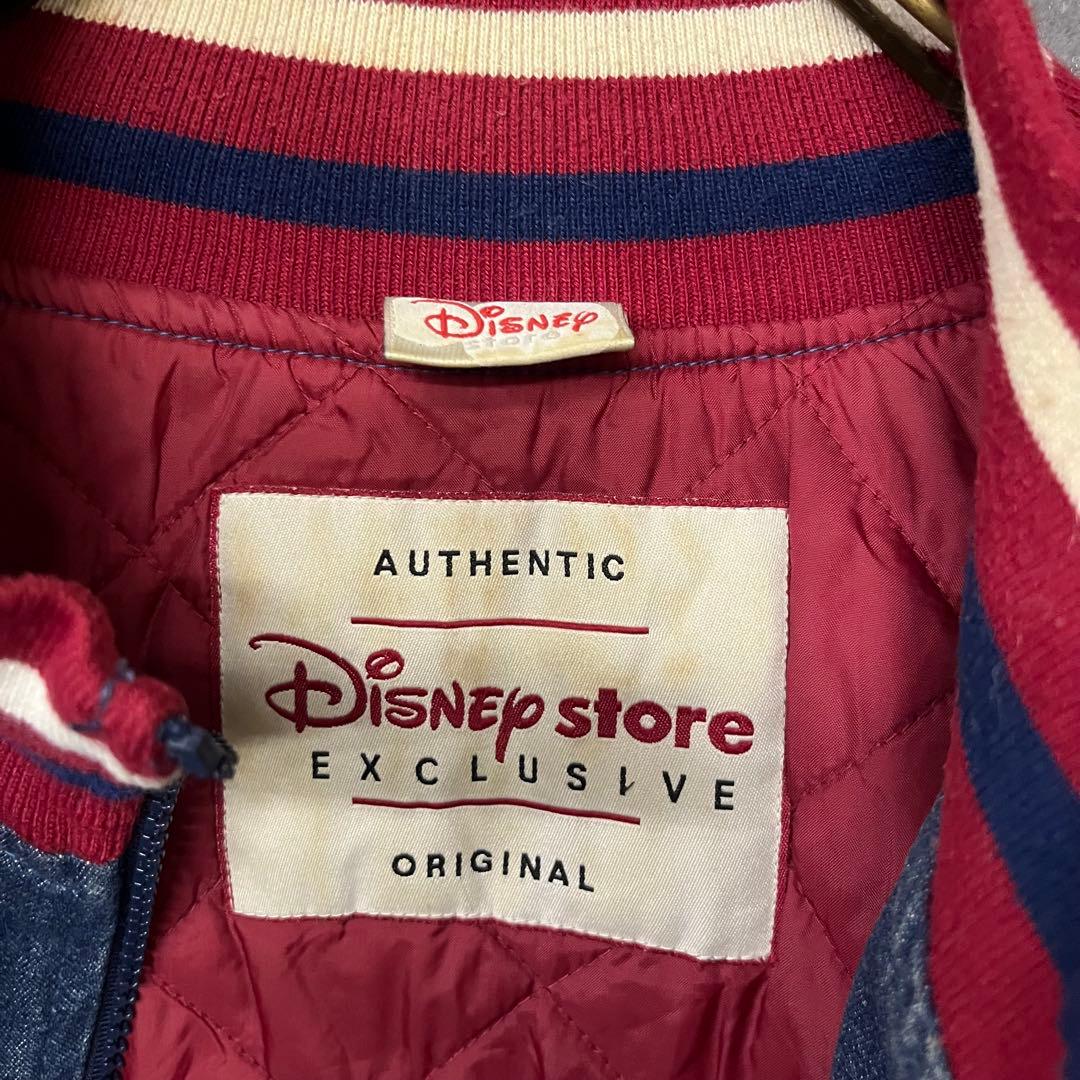 Disney
store
AUTHENTIC
Disney store
EXCLUSIVE
ORIGINAL